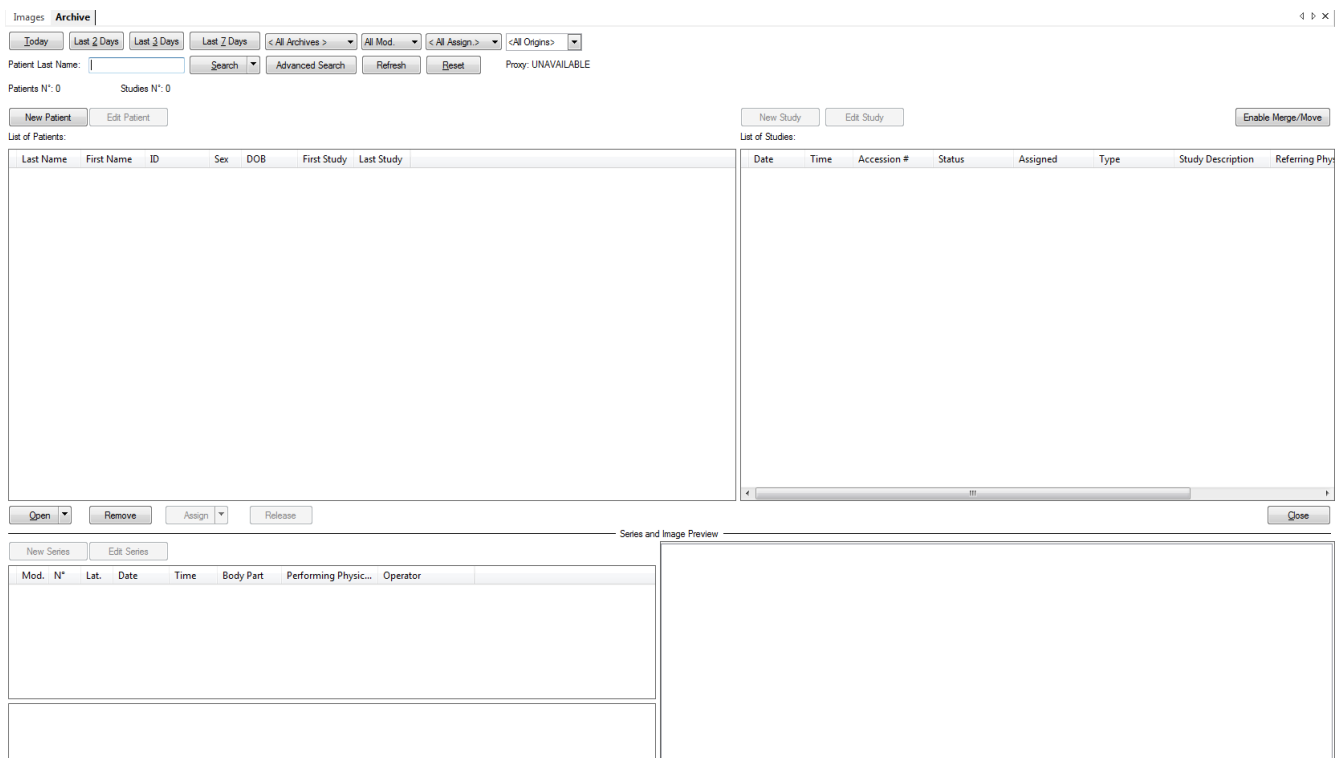 Images Archive
Today Last 2 Days Last 3 Days Last 7 Days < All Archives > All Mod. < All Assign.> <All Origins>
Patient Last Name: Search Advanced Search Refresh Reset Proxy: UNAVAILABLE
Patients N°: 0 Studies N°: 0
New Patient Edit Patient New Study Edit Study Enable Merge/Move
List of Patients: List of Studies:
Last Name First Name ID Sex DOB First Study Last Study Date Time Accession # Status Assigned Type Study Description Referring Phys
Open Remove Assign Release Close
Series and Image Preview
New Series Edit Series
Mod. N° Lat. Date Time Body Part Performing Physic... Operator